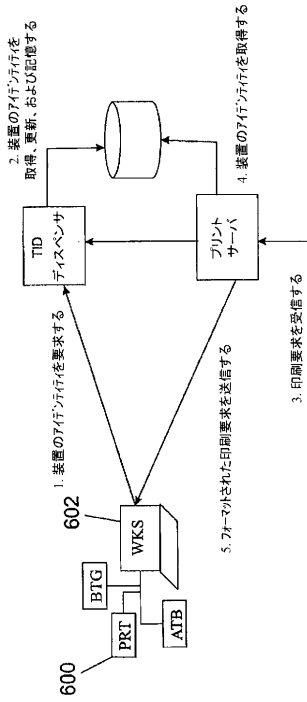 600
PRT
BTG
ATB
602
WKS
1. 装置のアイデンティティを要求する
TID
ディスペンサ
2. 装置のアイデンティティを
取得、更新、および記憶する
プリント
サーバ
3. 印刷要求を受信する
4. 装置のアイデンティティを取得する
5. フォーマットされた印刷要求を送信する